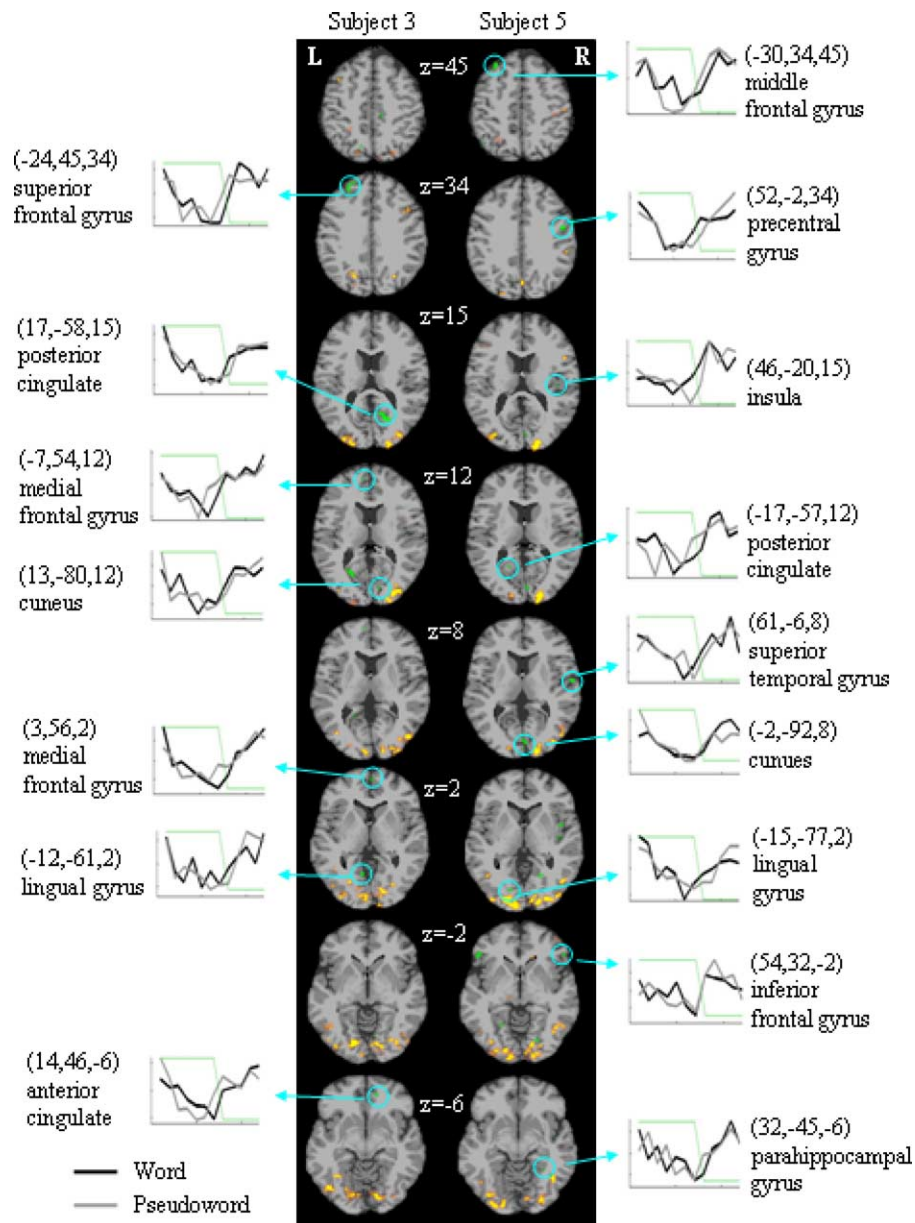 Subject 3
Subject 5
L
R
z=45
z=34
z=15
z=12
z=8
z=2
z=-2
z=-6
(-24,45,34)
superior
frontal gyrus
(17,-58,15)
posterior
cingulate
(-7,54,12)
medial
frontal gyrus
(13,-80,12)
cuneus
(3,56,2)
medial
frontal gyrus
(-12,-61,2)
lingual gyrus
(14,46,-6)
anterior
cingulate
Word
Pseudoword
(-30,34,45)
middle
frontal gyrus
(52,-2,34)
precentral
gyrus
(46,-20,15)
insula
(-17,-57,12)
posterior
cingulate
(61,-6,8)
superior
temporal gyrus
(-2,-92,8)
cunues
(-15,-77,2)
lingual
gyrus
(54,32,-2)
inferior
frontal gyrus
(32,-45,-6)
parahippocampal
gyrus